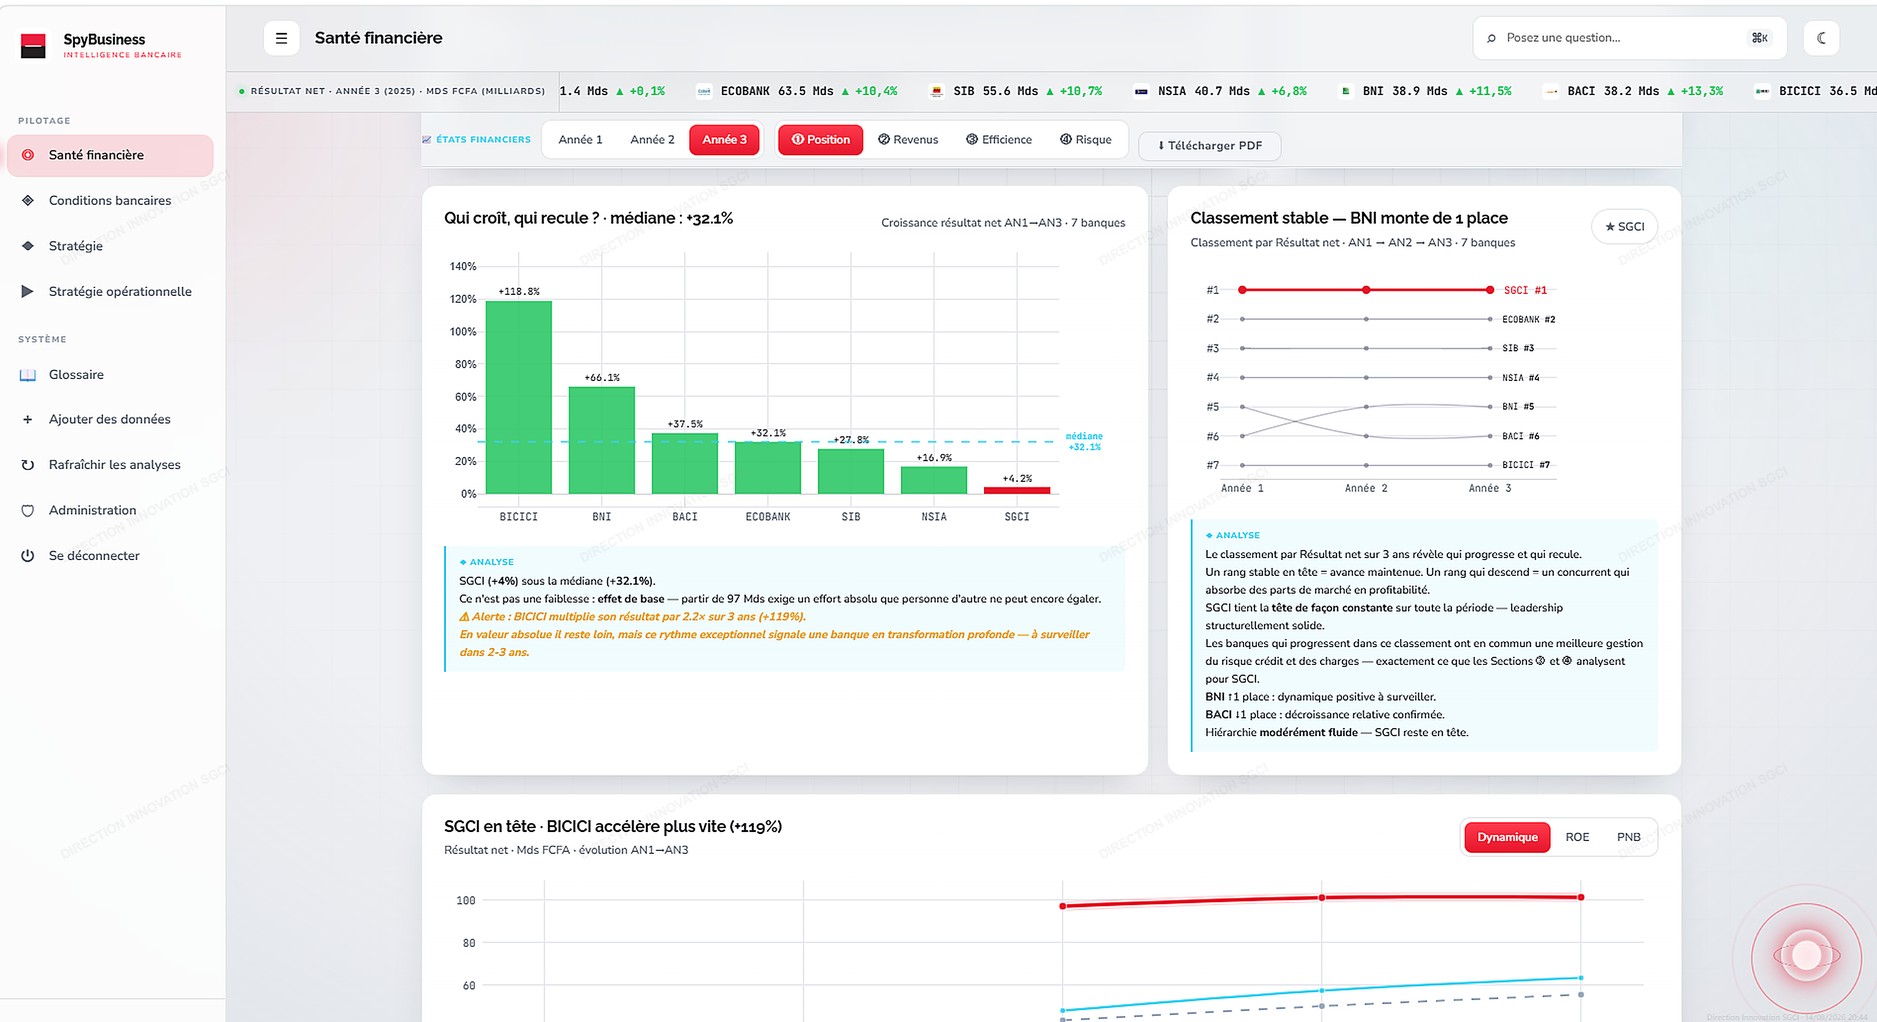 SpyBusiness
INTELLIGENCE BANCAIRE
☰ Santé financière
Posez une question... ⌘K
RÉSULTAT NET · ANNÉE 3 (2025) · MDS FCFA (MILLIARDS) 1.4 Mds ▲ +0,1% ECOBANK 63.5 Mds ▲ +10,4% SIB 55.6 Mds ▲ +10,7% NSIA 40.7 Mds ▲ +6,8% BNI 38.9 Mds ▲ +11,5% BACI 38.2 Mds ▲ +13,3% BICICI 36.5 Md
PILOTAGE
Santé financière
Conditions bancaires
Stratégie
Stratégie opérationnelle
SYSTÈME
Glossaire
+ Ajouter des données
Rafraîchir les analyses
Administration
Se déconnecter
ÉTATS FINANCIERS Année 1 Année 2 Année 3 ① Position ② Revenus ③ Efficience ④ Risque ⬇ Télécharger PDF
Qui croît, qui recule ? · médiane : +32.1%
Croissance résultat net AN1→AN3 · 7 banques
140%
120%
100%
80%
60%
40%
20%
0%
+118.8%
+66.1%
+37.5%
+32.1%
+27.8%
+16.9%
+4.2%
médiane
+32.1%
BICICI BNI BACI ECOBANK SIB NSIA SGCI
◆ ANALYSE
SGCI (+4%) sous la médiane (+32.1%).
Ce n'est pas une faiblesse : effet de base — partir de 97 Mds exige un effort absolu que personne d'autre ne peut encore égaler.
⚠ Alerte : BICICI multiplie son résultat par 2.2× sur 3 ans (+119%).
En valeur absolue il reste loin, mais ce rythme exceptionnel signale une banque en transformation profonde — à surveiller
dans 2-3 ans.
Classement stable — BNI monte de 1 place
★ SGCI
Classement par Résultat net · AN1 → AN2 → AN3 · 7 banques
#1 SGCI #1
#2 ECOBANK #2
#3 SIB #3
#4 NSIA #4
#5 BNI #5
#6 BACI #6
#7 BICICI #7
Année 1 Année 2 Année 3
◆ ANALYSE
Le classement par Résultat net sur 3 ans révèle qui progresse et qui recule.
Un rang stable en tête = avance maintenue. Un rang qui descend = un concurrent qui
absorbe des parts de marché en profitabilité.
SGCI tient la tête de façon constante sur toute la période — leadership
structurellement solide.
Les banques qui progressent dans ce classement ont en commun une meilleure gestion
du risque crédit et des charges — exactement ce que les Sections ③ et ④ analysent
pour SGCI.
BNI ↑1 place : dynamique positive à surveiller.
BACI ↓1 place : décroissance relative confirmée.
Hiérarchie modérément fluide — SGCI reste en tête.
SGCI en tête · BICICI accélère plus vite (+119%)
Résultat net · Mds FCFA · évolution AN1→AN3
Dynamique ROE PNB
100
80
60
DIRECTION INNOVATION SGCI
Direction Innovation SGCI · 14/06/2026 20:44